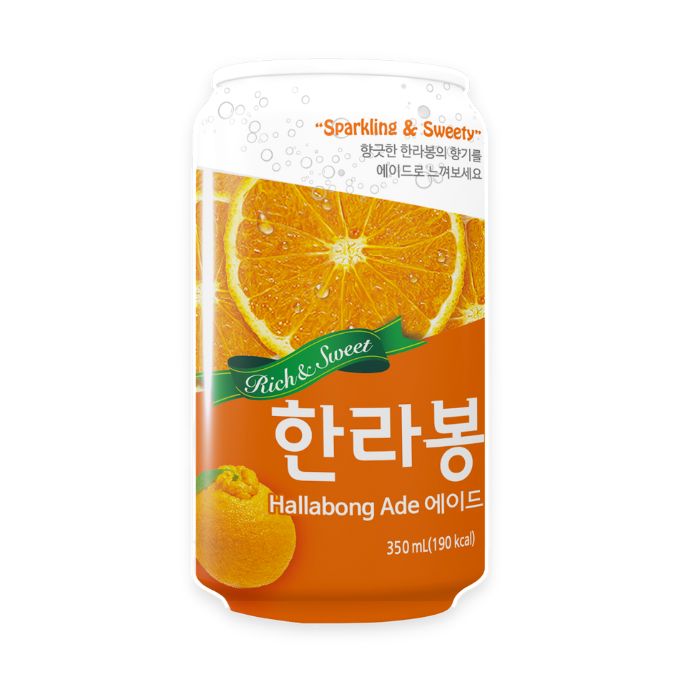 “Sparkling & Sweety”
향긋한 한라봉의 향기를
에이드로 느껴보세요
Rich & Sweet
한라봉
Hallabong Ade 에이드
350 mL(190 kcal)